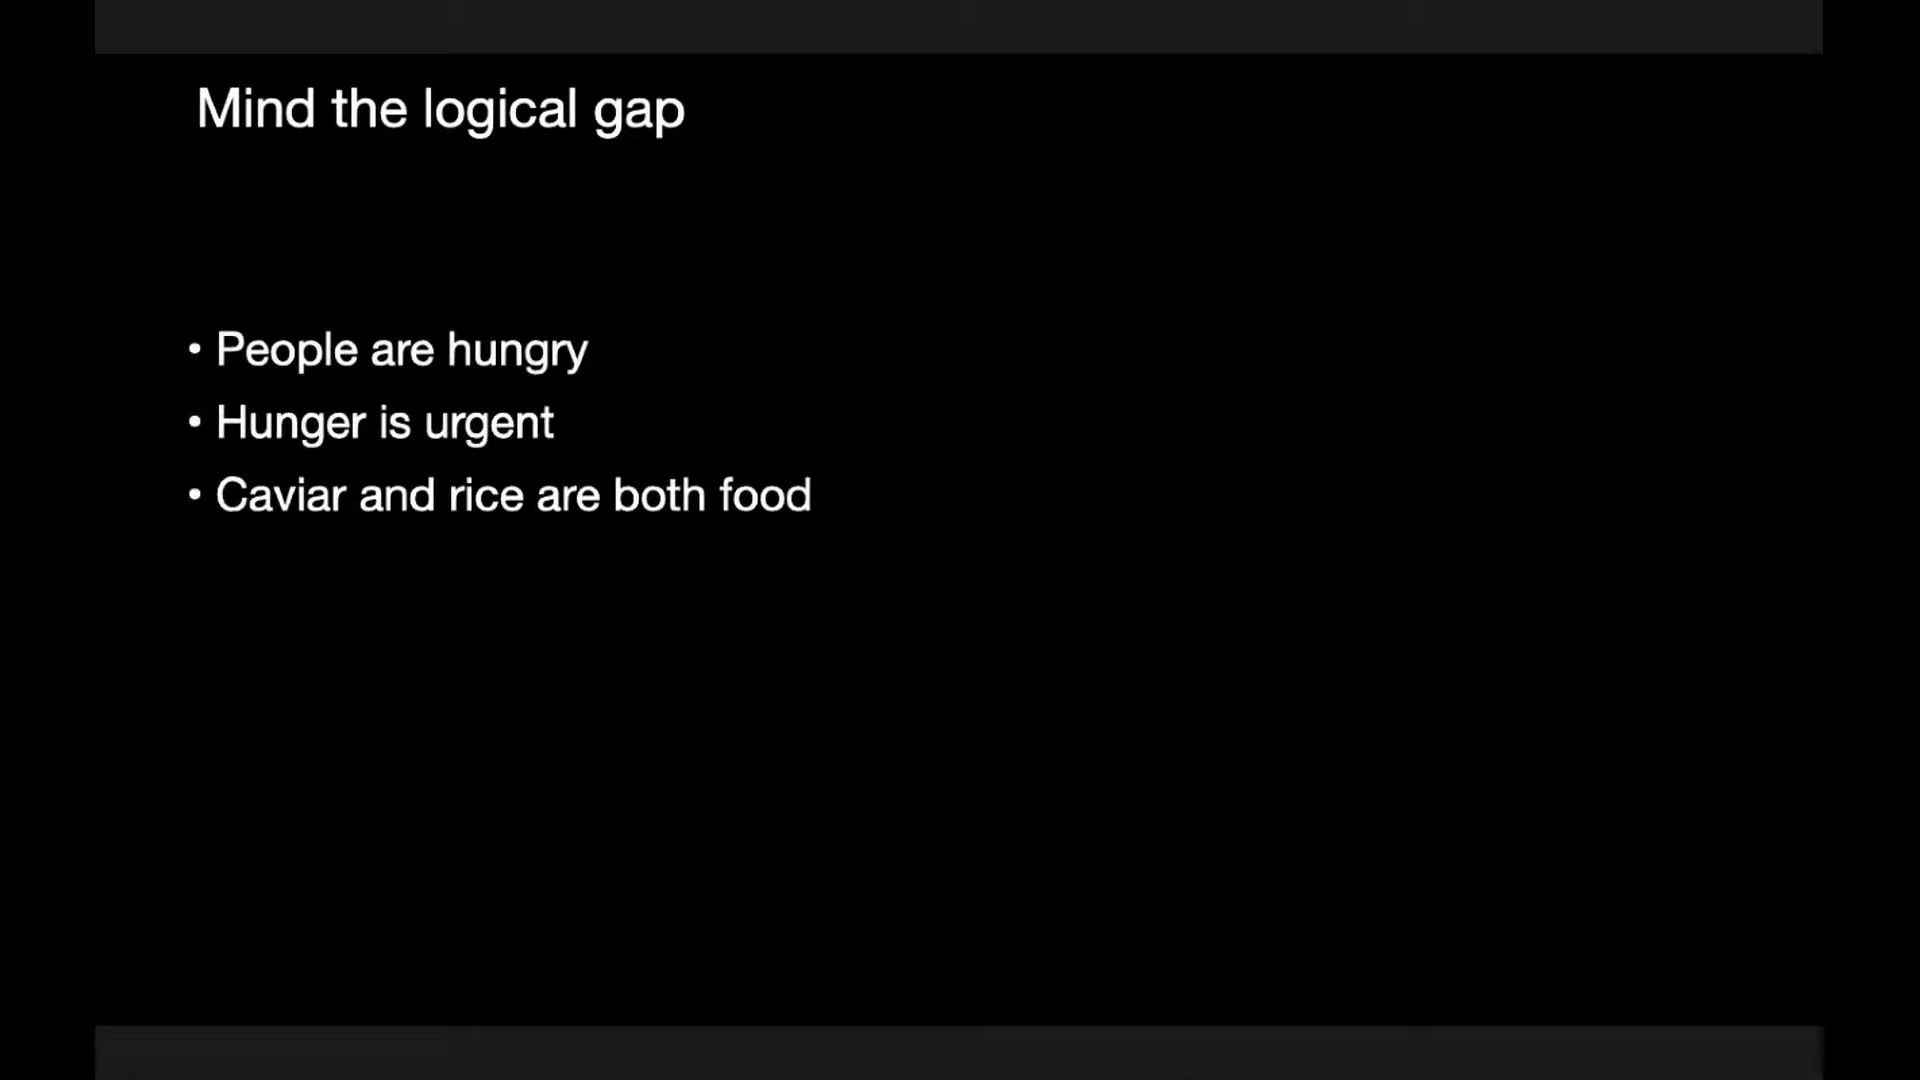 Mind the logical gap
• People are hungry
• Hunger is urgent
• Caviar and rice are both food